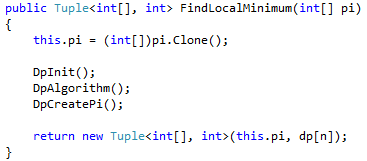 public Tuple<int[], int> FindLocalMinimum(int[] pi)
{
this.pi = (int[])pi.Clone();
DpInit();
DpAlgorithm();
DpCreatePi();
return new Tuple<int[], int>(this.pi, dp[n]);
}